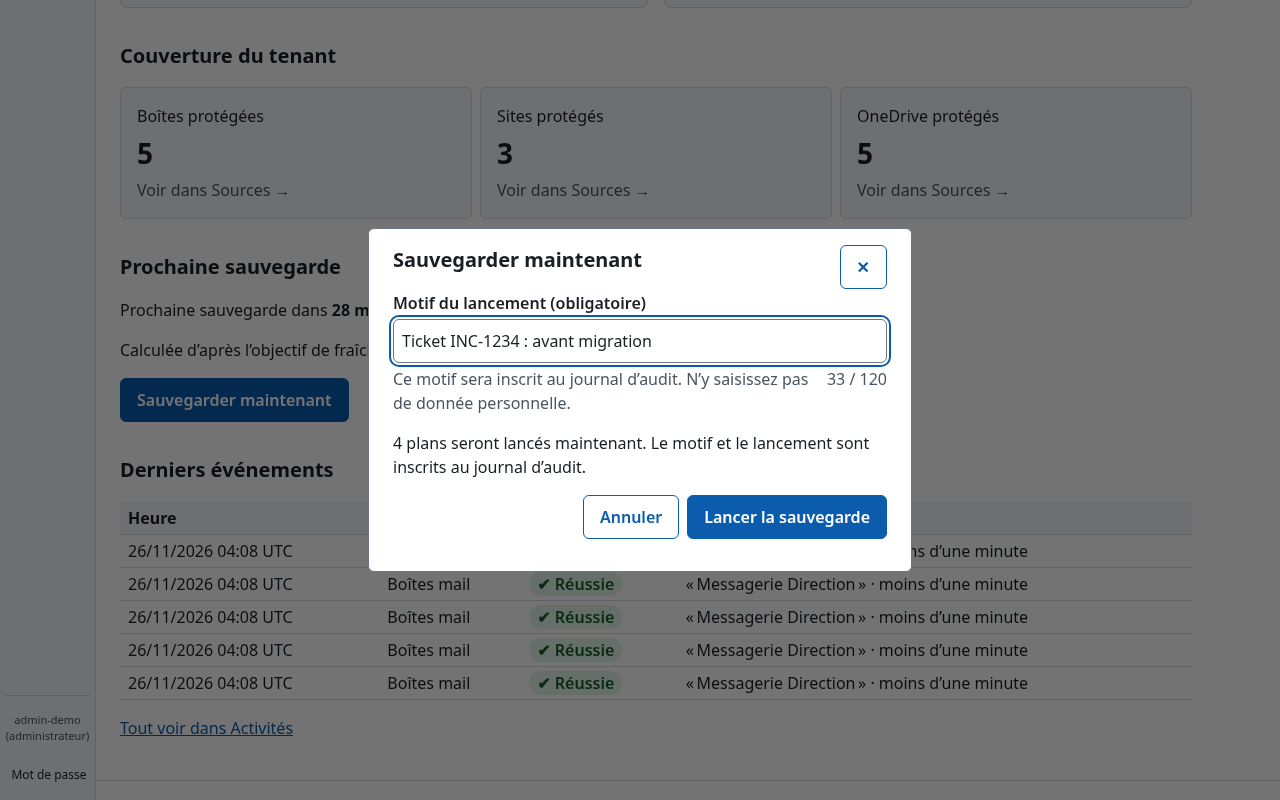 Couverture du tenant
Boîtes protégées
5
Voir dans Sources →
Sites protégés
3
Voir dans Sources →
OneDrive protégés
5
Voir dans Sources →
Prochaine sauvegarde
Prochaine sauvegarde dans 28
Calculée d’après l’objectif de
Sauvegarder maintenant
Sauvegarder maintenant
×
Motif du lancement (obligatoire)
Ticket INC-1234 : avant migration
Ce motif sera inscrit au journal d’audit. N’y saisissez pas
de donnée personnelle.
33 / 120
4 plans seront lancés maintenant. Le motif et le lancement sont
inscrits au journal d’audit.
Annuler
Lancer la sauvegarde
Derniers événements
Heure
26/11/2026 04:08 UTC d’une minute
26/11/2026 04:08 UTC Boîtes mail ✔ Réussie « Messagerie Direction » · moins d’une minute
26/11/2026 04:08 UTC Boîtes mail ✔ Réussie « Messagerie Direction » · moins d’une minute
26/11/2026 04:08 UTC Boîtes mail ✔ Réussie « Messagerie Direction » · moins d’une minute
26/11/2026 04:08 UTC Boîtes mail ✔ Réussie « Messagerie Direction » · moins d’une minute
Tout voir dans Activités
admin-demo
(administrateur)
Mot de passe